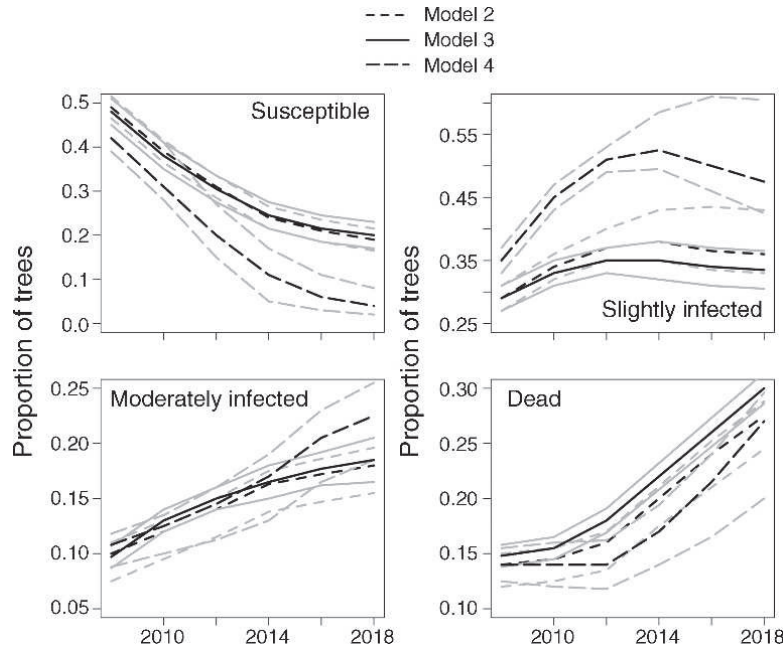 Model 2
Model 3
Model 4
Susceptible
0.5
0.4
0.3
0.2
0.1
0.0
Proportion of trees
Slightly infected
0.55
0.45
0.35
0.25
Proportion of trees
Moderately infected
0.25
0.20
0.15
0.10
0.05
2010 2014 2018
Dead
0.30
0.25
0.20
0.15
0.10
2010 2014 2018